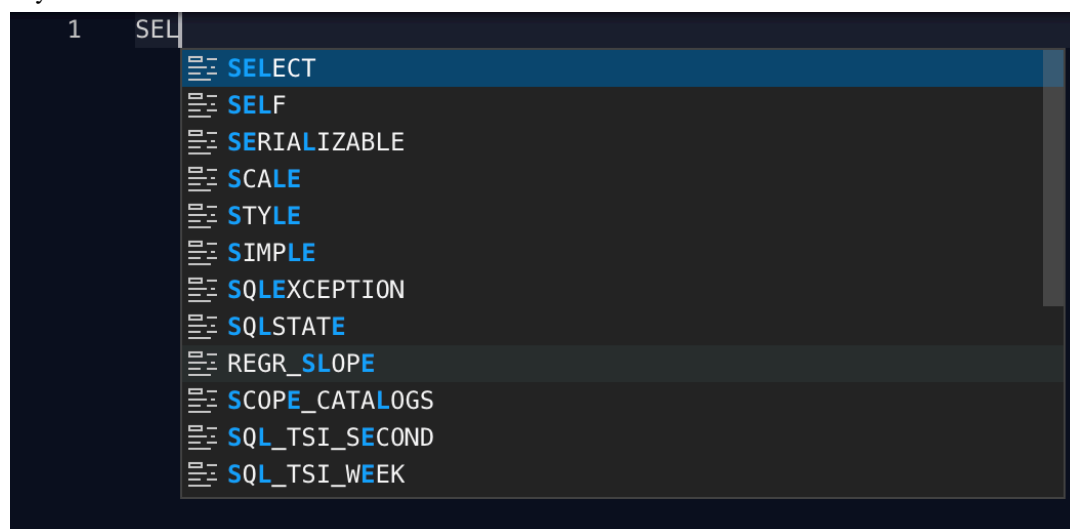 1 SEL
SELECT
SELF
SERIALIZABLE
SCALE
STYLE
SIMPLE
SQLEXCEPTION
SQLSTATE
REGR_SLOPE
SCOPE_CATALOGS
SQL_TSI_SECOND
SQL_TSI_WEEK